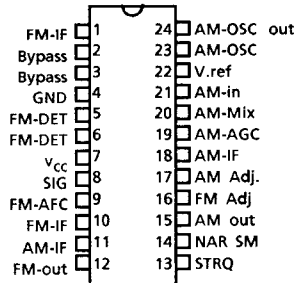 FM-IF 1 24 AM-OSC out
Bypass 2 23 AM-OSC
Bypass 3 22 V.ref
GND 4 21 AM-in
FM-DET 5 20 AM-Mix
FM-DET 6 19 AM-AGC
VCC 7 18 AM-IF
SIG 8 17 AM Adj.
FM-AFC 9 16 FM Adj
FM-IF 10 15 AM out
AM-IF 11 14 NAR SM
FM-out 12 13 STRQ